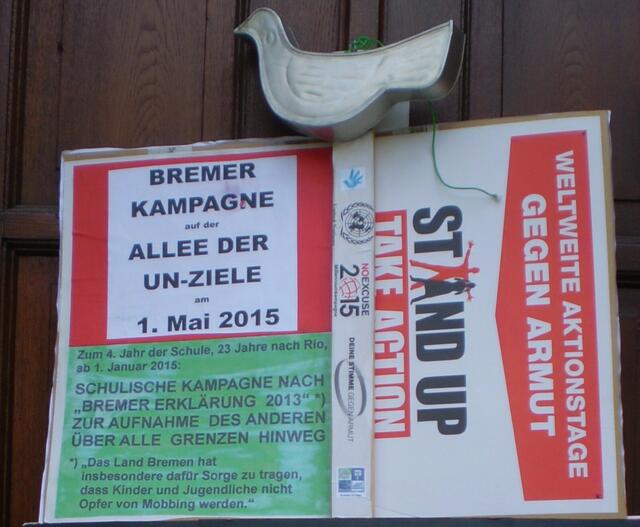 BREMER
KAMPAGNE
auf der
ALLEE DER
UN-ZIELE
am
1. Mai 2015
Zum 4. Jahr der Schule, 23 Jahre nach Rio,
ab 1. Januar 2015:
SCHULISCHE KAMPAGNE NACH
„BREMER ERKLÄRUNG 2013“ *)
ZUR AUFNAHME DES ANDEREN
ÜBER ALLE GRENZEN HINWEG
*) „Das Land Bremen hat
insbesondere dafür Sorge zu tragen,
dass Kinder und Jugendliche nicht
Opfer von Mobbing werden.“
NOEXCUSE
2015
DEINE STIMME GEGEN ARMUT
STAND UP
TAKE ACTION
WELTWEITE AKTIONSTAGE
GEGEN ARMUT